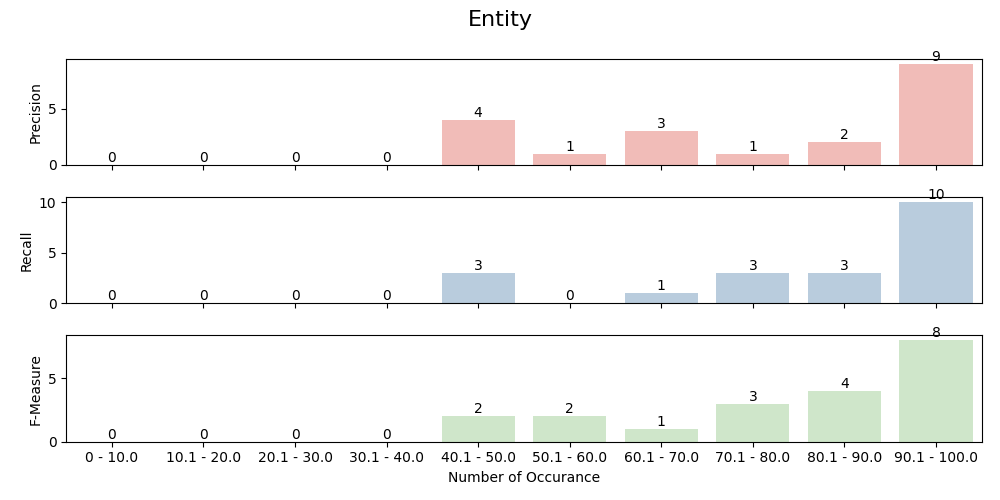 Entity
Precision
5
0
0 0 0 0 4 1 3 1 2 9
Recall
10
5
0
0 0 0 0 3 0 1 3 3 10
F-Measure
5
0
0 0 0 0 2 2 1 3 4 8
0 - 10.0 10.1 - 20.0 20.1 - 30.0 30.1 - 40.0 40.1 - 50.0 50.1 - 60.0 60.1 - 70.0 70.1 - 80.0 80.1 - 90.0 90.1 - 100.0
Number of Occurance